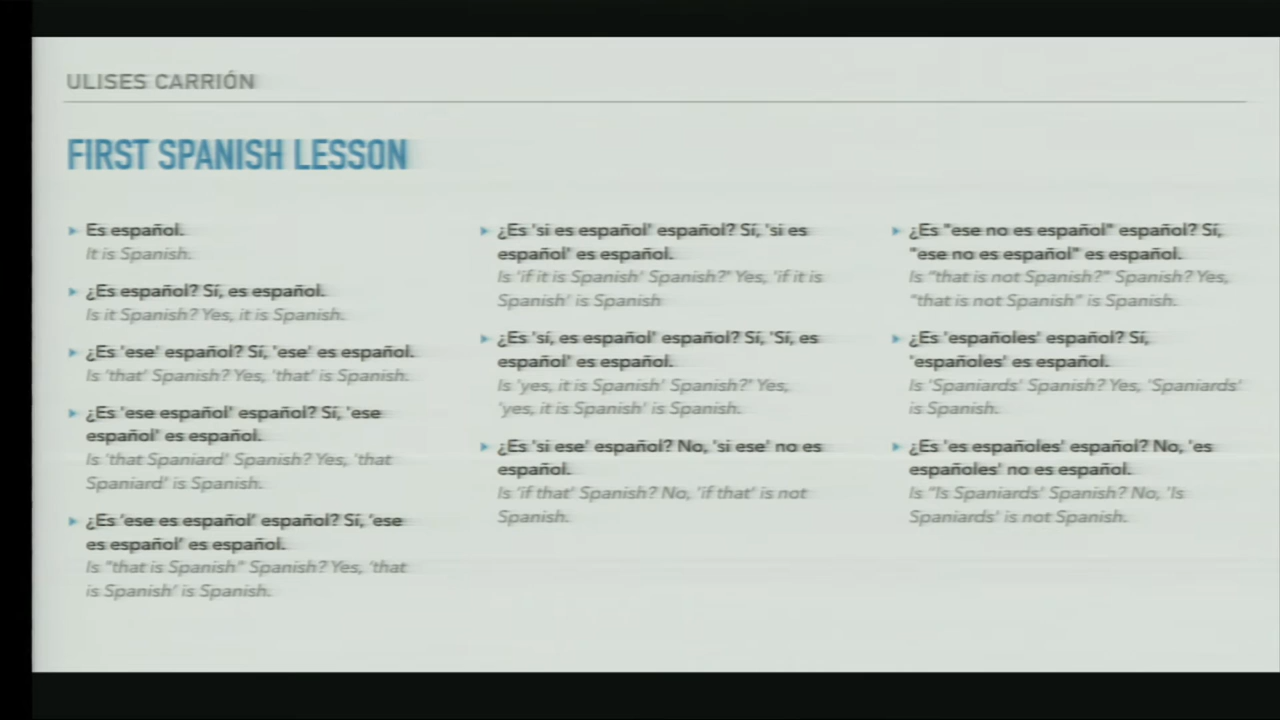 ULISES CARRIÓN
FIRST SPANISH LESSON
Es español.
It is Spanish.
¿Es español? Sí, es español.
Is it Spanish? Yes, it is Spanish.
¿Es 'ese' español? Sí, 'ese' es español.
Is 'that' Spanish? Yes, 'that' is Spanish.
¿Es 'ese español' español? Sí, 'ese
español' es español.
Is 'that Spaniard' Spanish? Yes, 'that
Spaniard' is Spanish.
¿Es 'ese es español' español? Sí, 'ese
es español' es español.
Is "that is Spanish" Spanish? Yes, 'that
is Spanish' is Spanish.
¿Es 'si es español' español? Sí, 'si es
español' es español.
Is 'if it is Spanish' Spanish?' Yes, 'if it is
Spanish' is Spanish
¿Es 'sí, es español' español? Sí, 'Sí, es
español' es español.
Is 'yes, it is Spanish' Spanish?' Yes,
'yes, it is Spanish' is Spanish.
¿Es 'si ese' español? No, 'si ese' no es
español.
Is 'if that' Spanish? No, 'if that' is not
Spanish.
¿Es "ese no es español" español? Sí,
"ese no es español" es español.
Is "that is not Spanish?" Spanish? Yes,
"that is not Spanish" is Spanish.
¿Es 'españoles' español? Sí,
'españoles' es español.
Is 'Spaniards' Spanish? Yes, 'Spaniards'
is Spanish.
¿Es 'es españoles' español? No, 'es
españoles' no es español.
Is "Is Spaniards' Spanish? No, 'Is
Spaniards' is not Spanish.